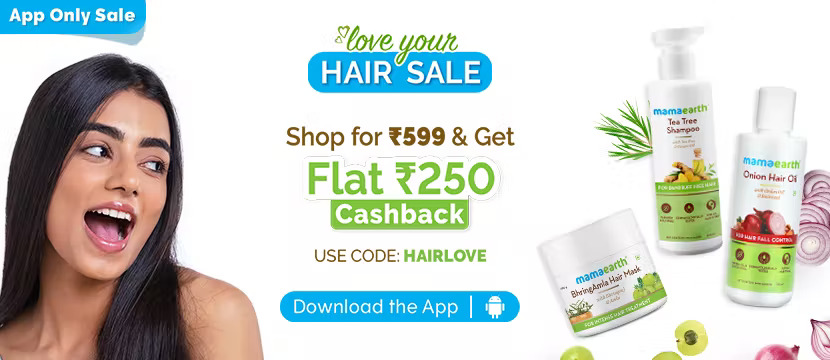 App Only Sale
love your
HAIR SALE
Shop for ₹599 & Get
Flat ₹250
Cashback
USE CODE: HAIRLOVE
Download the App
mamaearth
Tea Tree
Shampoo
FOR DANDRUFF FREE HAIR
mamaearth
Onion Hair Oil
FOR HAIR FALL CONTROL
mamaearth
BhringAmla Hair Mask
FOR INTENSE HAIR TREATMENT